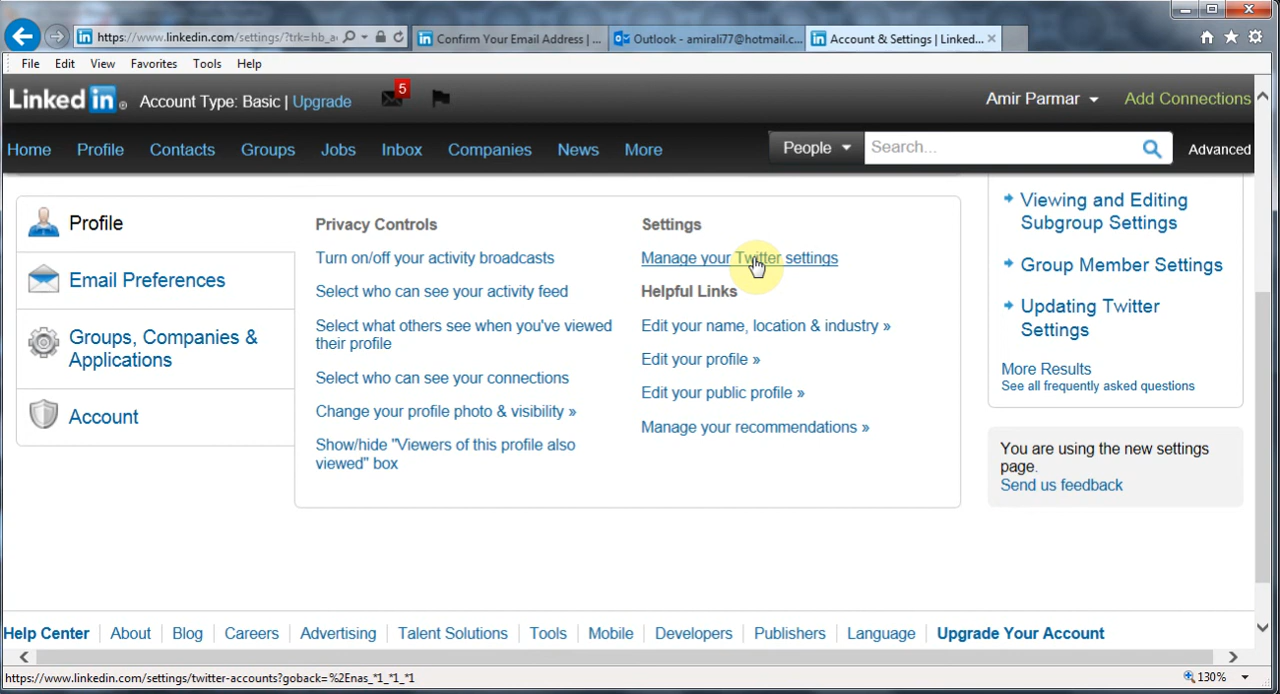 https://www.linkedin.com/settings/?trk=hb_a
Confirm Your Email Address | ...
Outlook - amirali77@hotmail.c...
Account & Settings | Linked...
File Edit View Favorites Tools Help
Linked in ® Account Type: Basic | Upgrade 5 Amir Parmar Add Connections
Home Profile Contacts Groups Jobs Inbox Companies News More People Search... Advanced
Profile
Email Preferences
Groups, Companies &
Applications
Account
Privacy Controls
Turn on/off your activity broadcasts
Select who can see your activity feed
Select what others see when you've viewed
their profile
Select who can see your connections
Change your profile photo & visibility »
Show/hide "Viewers of this profile also
viewed" box
Settings
Manage your Twitter settings
Helpful Links
Edit your name, location & industry »
Edit your profile »
Edit your public profile »
Manage your recommendations »
Viewing and Editing
Subgroup Settings
Group Member Settings
Updating Twitter
Settings
More Results
See all frequently asked questions
You are using the new settings
page.
Send us feedback
Help Center About Blog Careers Advertising Talent Solutions Tools Mobile Developers Publishers Language Upgrade Your Account
https://www.linkedin.com/settings/twitter-accounts?goback=%2Enas_*1_*1_*1
130%